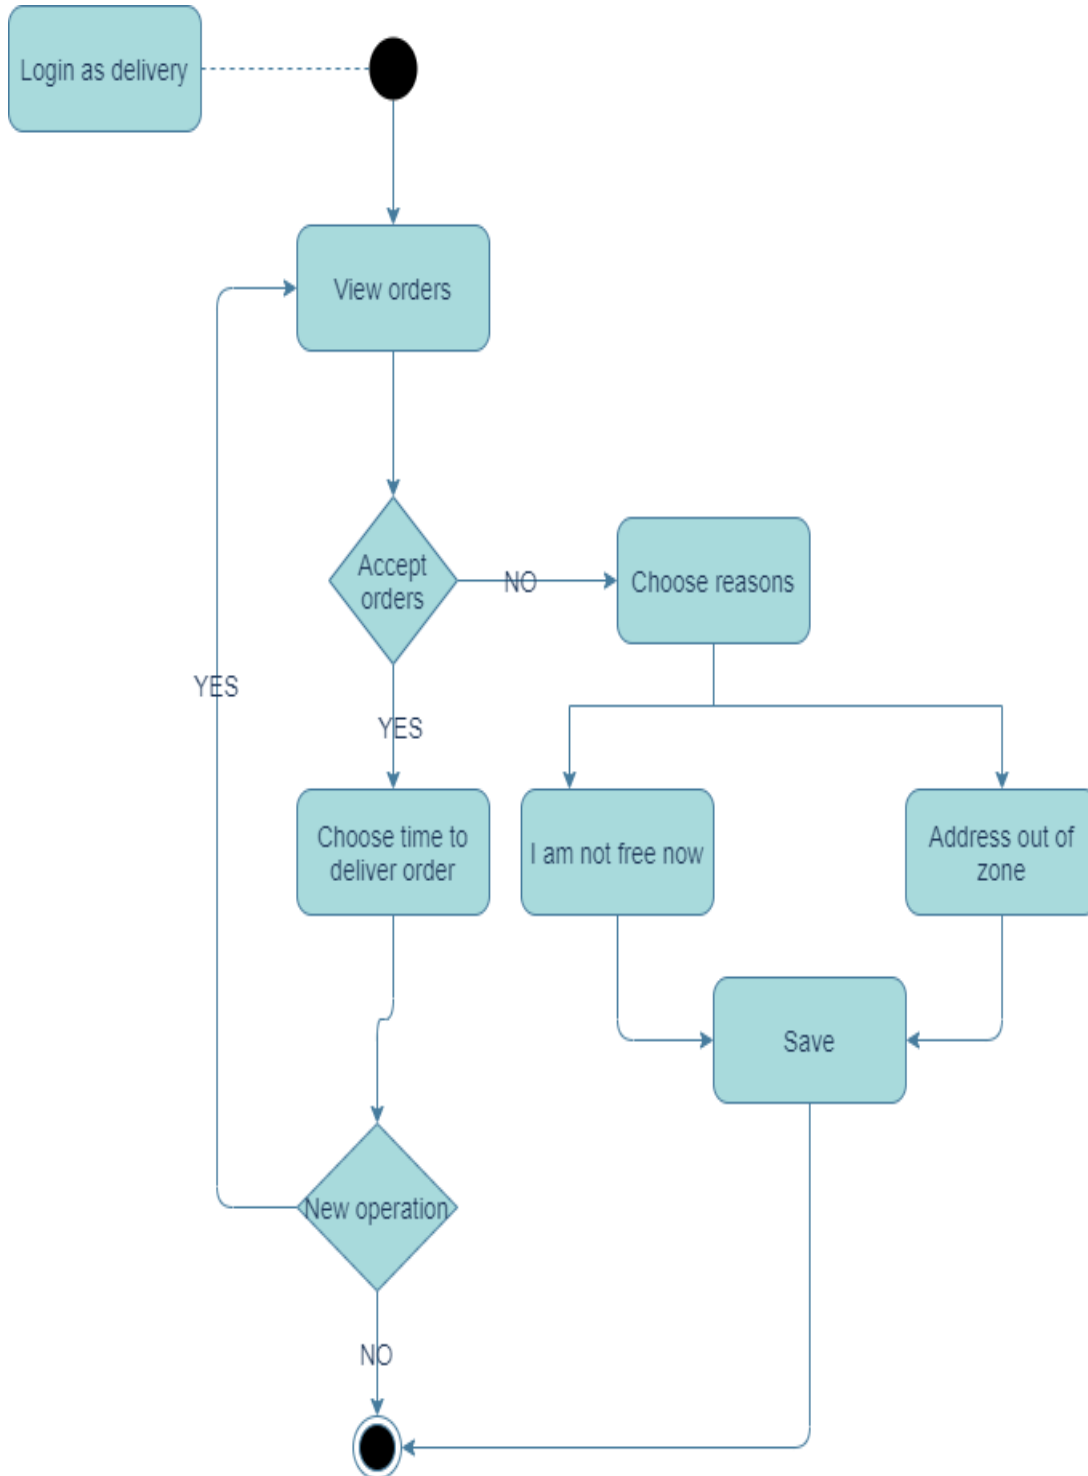 Login as delivery
View orders
Accept
orders
NO
Choose reasons
YES
YES
Choose time to
deliver order
I am not free now
Address out of
zone
Save
New operation
NO